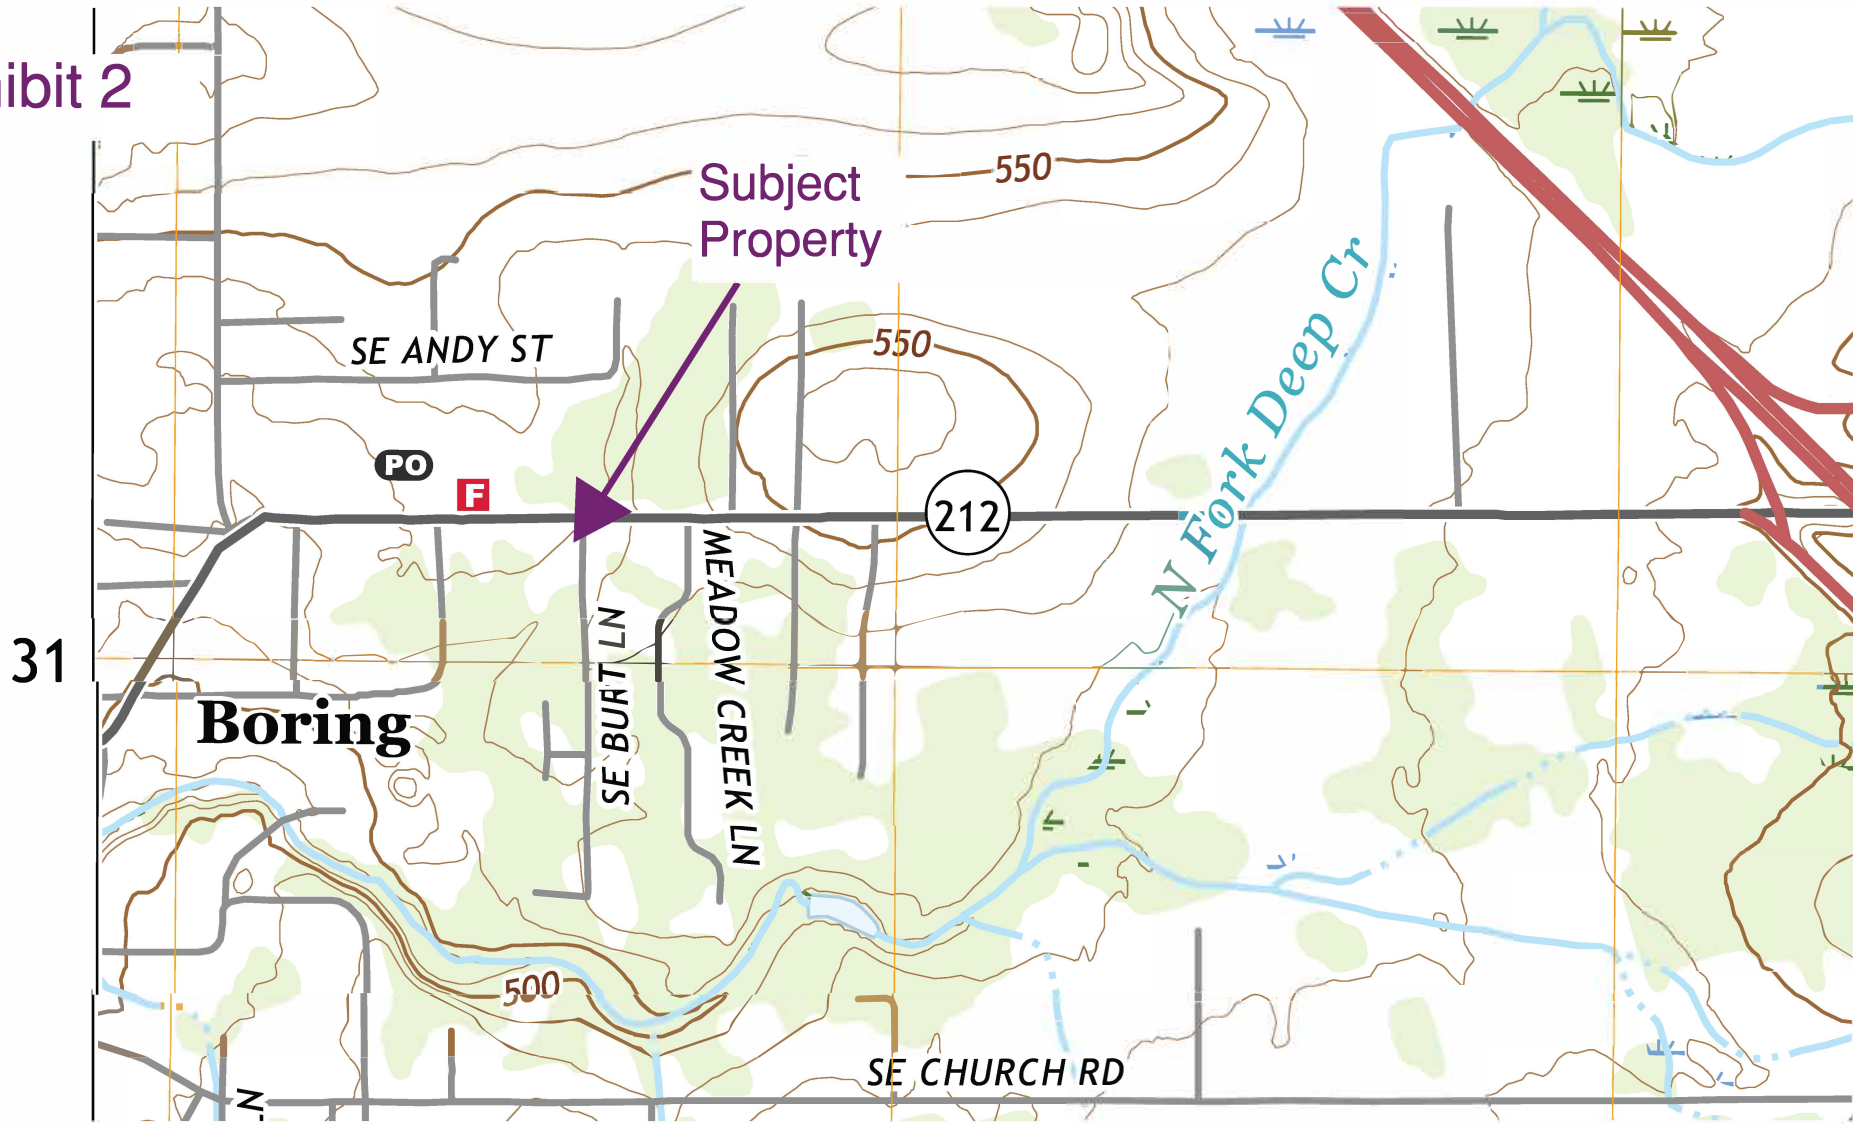 ibit 2
Subject
Property
550
550
SE ANDY ST
PO
F
212
N Fork Deep Cr
MEADOW CREEK LN
SE BURT LN
31
Boring
500
SE CHURCH RD
LN